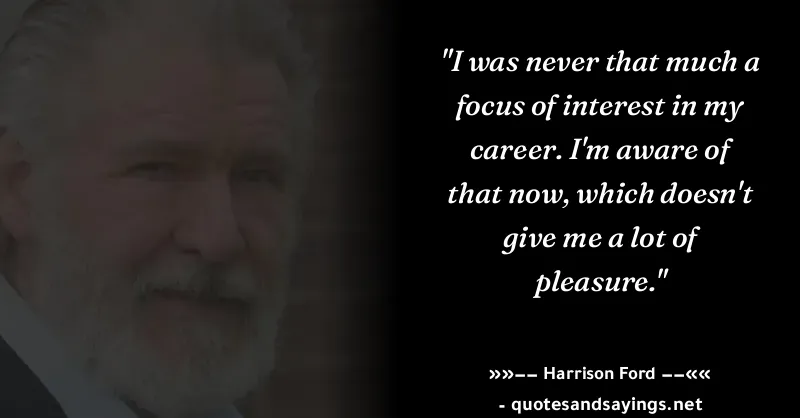 "I was never that much a
focus of interest in my
career. I'm aware of
that now, which doesn't
give me a lot of
pleasure."
»»−− Harrison Ford −−««
- quotesandsayings.net